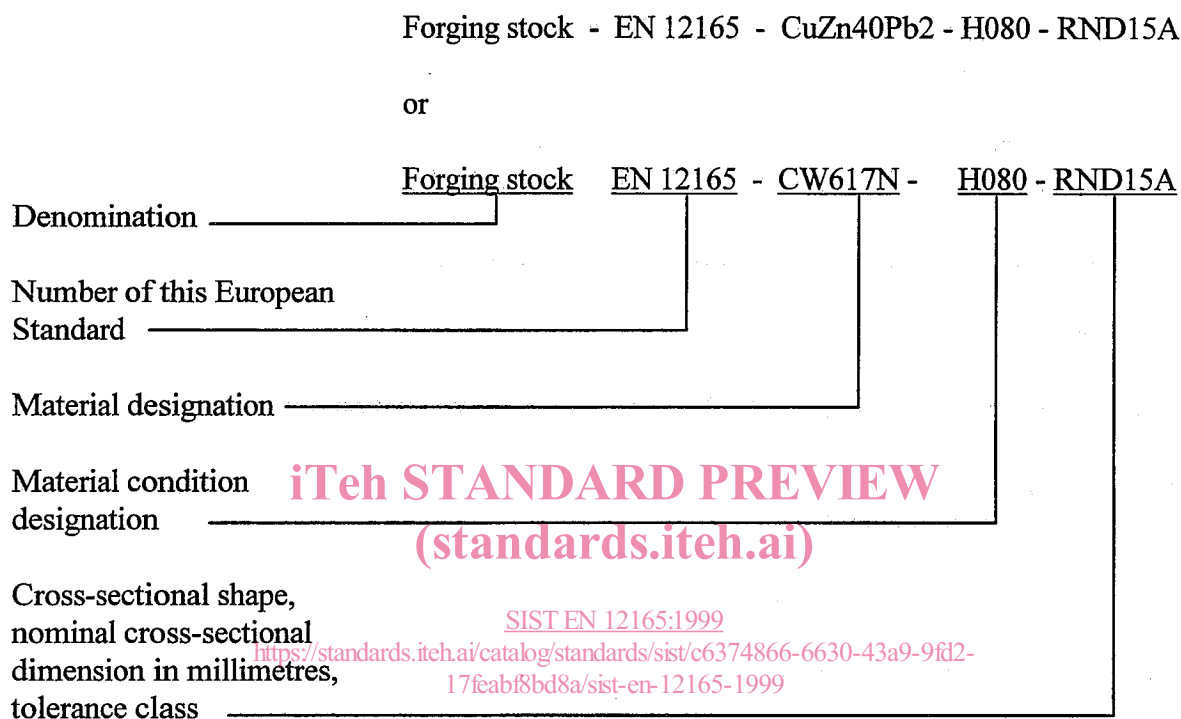 Forging stock - EN 12165 - CuZn40Pb2 - H080 - RND15A
or
Forging stock EN 12165 - CW617N - H080 - RND15A
Denomination
Number of this European
Standard
Material designation
Material condition
designation
iTeh STANDARD PREVIEW
(standards.iteh.ai)
Cross-sectional shape,
nominal cross-sectional
dimension in millimetres,
tolerance class
SIST EN 12165:1999
https://standards.iteh.ai/catalog/standards/sist/c6374866-6630-43a9-9fd2-
17feabf8bd8a/sist-en-12165-1999